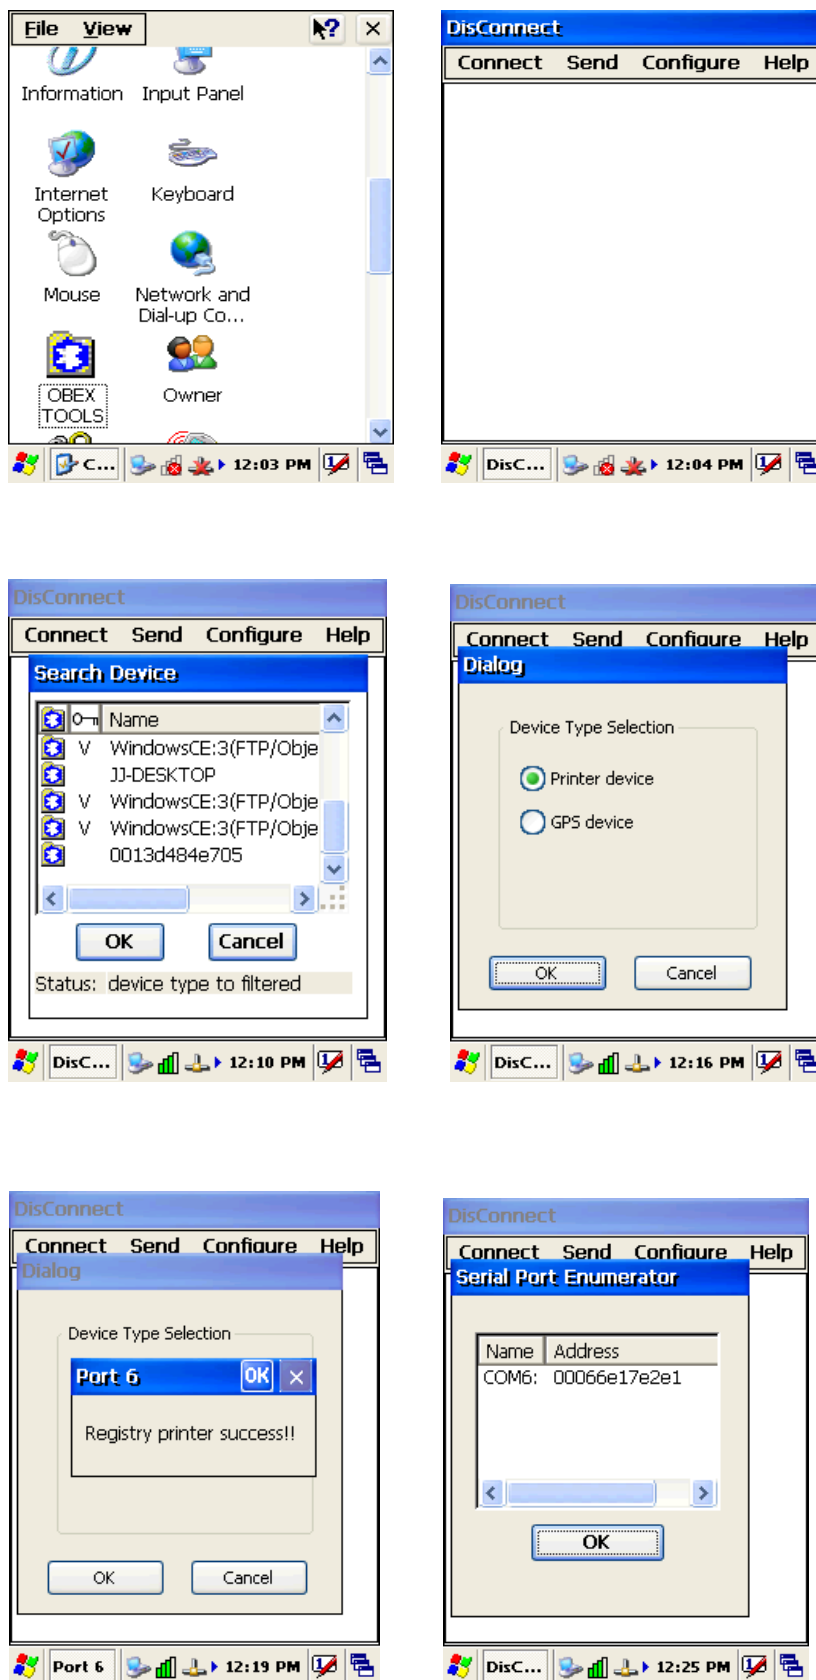 File View
Information Input Panel
Internet Options Keyboard
Mouse Network and Dial-up Co...
OBEX TOOLS Owner
C... 12:03 PM
DisConnect
Connect Send Configure Help
DisC... 12:04 PM
DisConnect
Connect Send Configure Help
Search Device
Name
V WindowsCE:3(FTP/Obje
JJ-DESKTOP
V WindowsCE:3(FTP/Obje
V WindowsCE:3(FTP/Obje
0013d484e705
OK Cancel
Status: device type to filtered
DisC... 12:10 PM
DisConnect
Connect Send Configure Help
Dialog
Device Type Selection
Printer device
GPS device
OK Cancel
DisC... 12:16 PM
DisConnect
Connect Send Configure Help
Dialog
Device Type Selection
Port 6 OK
Registry printer success!!
OK Cancel
Port 6 12:19 PM
DisConnect
Connect Send Configure Help
Serial Port Enumerator
Name Address
COM6: 00066e17e2e1
OK
DisC... 12:25 PM